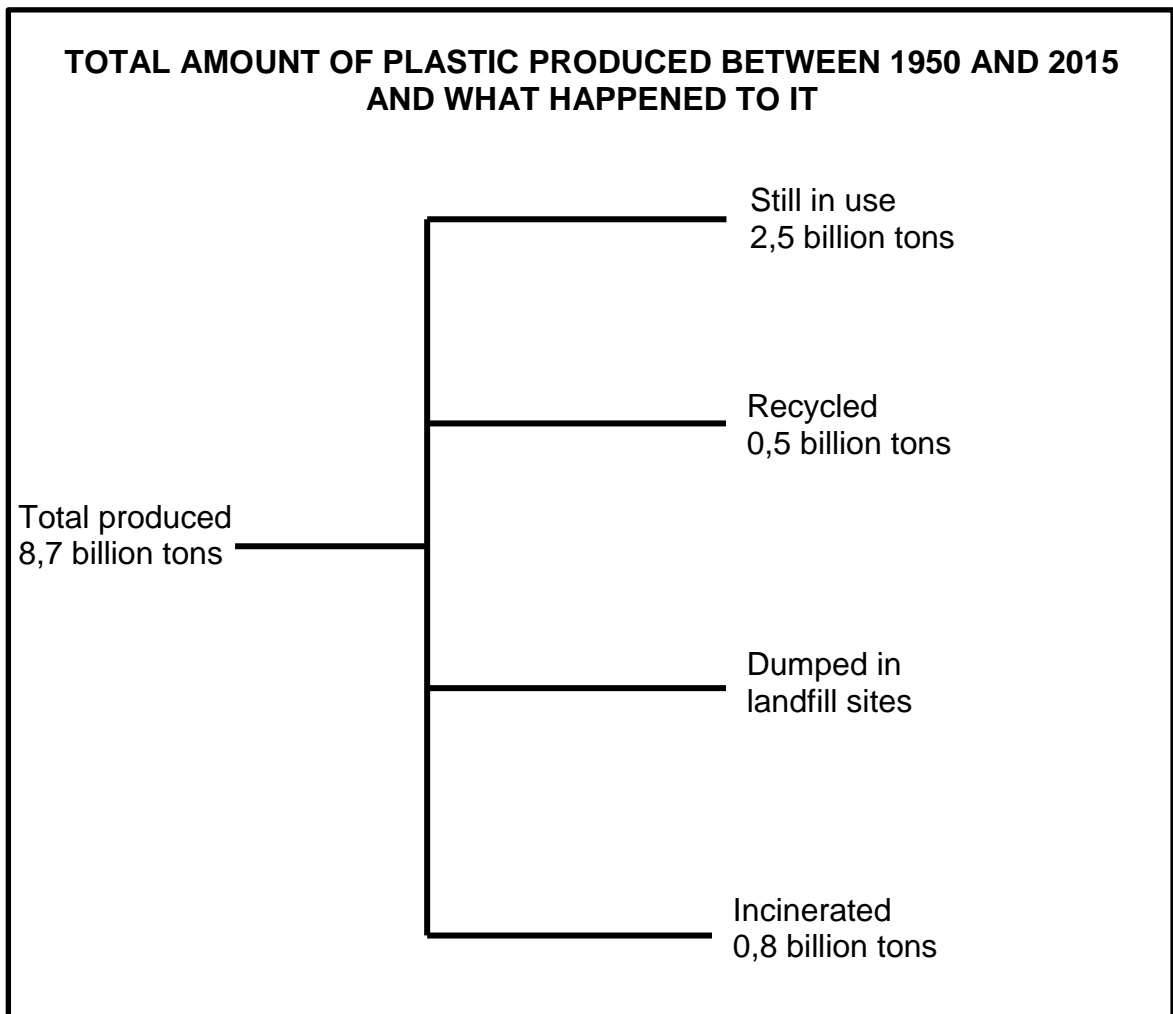 TOTAL AMOUNT OF PLASTIC PRODUCED BETWEEN 1950 AND 2015
AND WHAT HAPPENED TO IT
Still in use
2,5 billion tons
Recycled
0,5 billion tons
Total produced
8,7 billion tons
Dumped in
landfill sites
Incinerated
0,8 billion tons